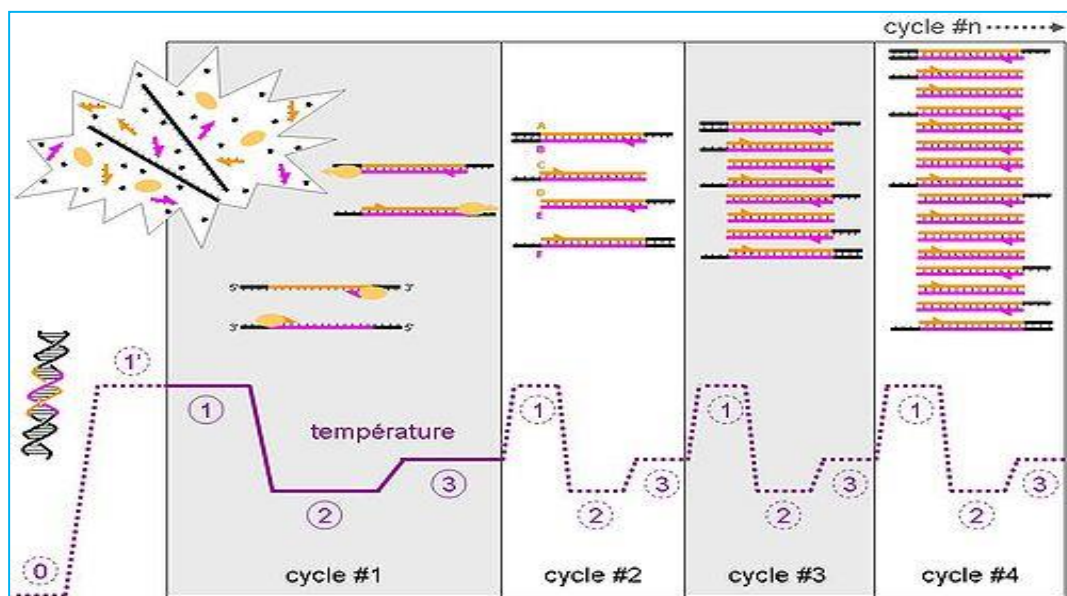 cycle #n
A
B
C
D
E
F
5' 3'
3' 5'
1'
1 1 1 1
température
3 3 3 3
2 2 2 2
0
cycle #1 cycle #2 cycle #3 cycle #4